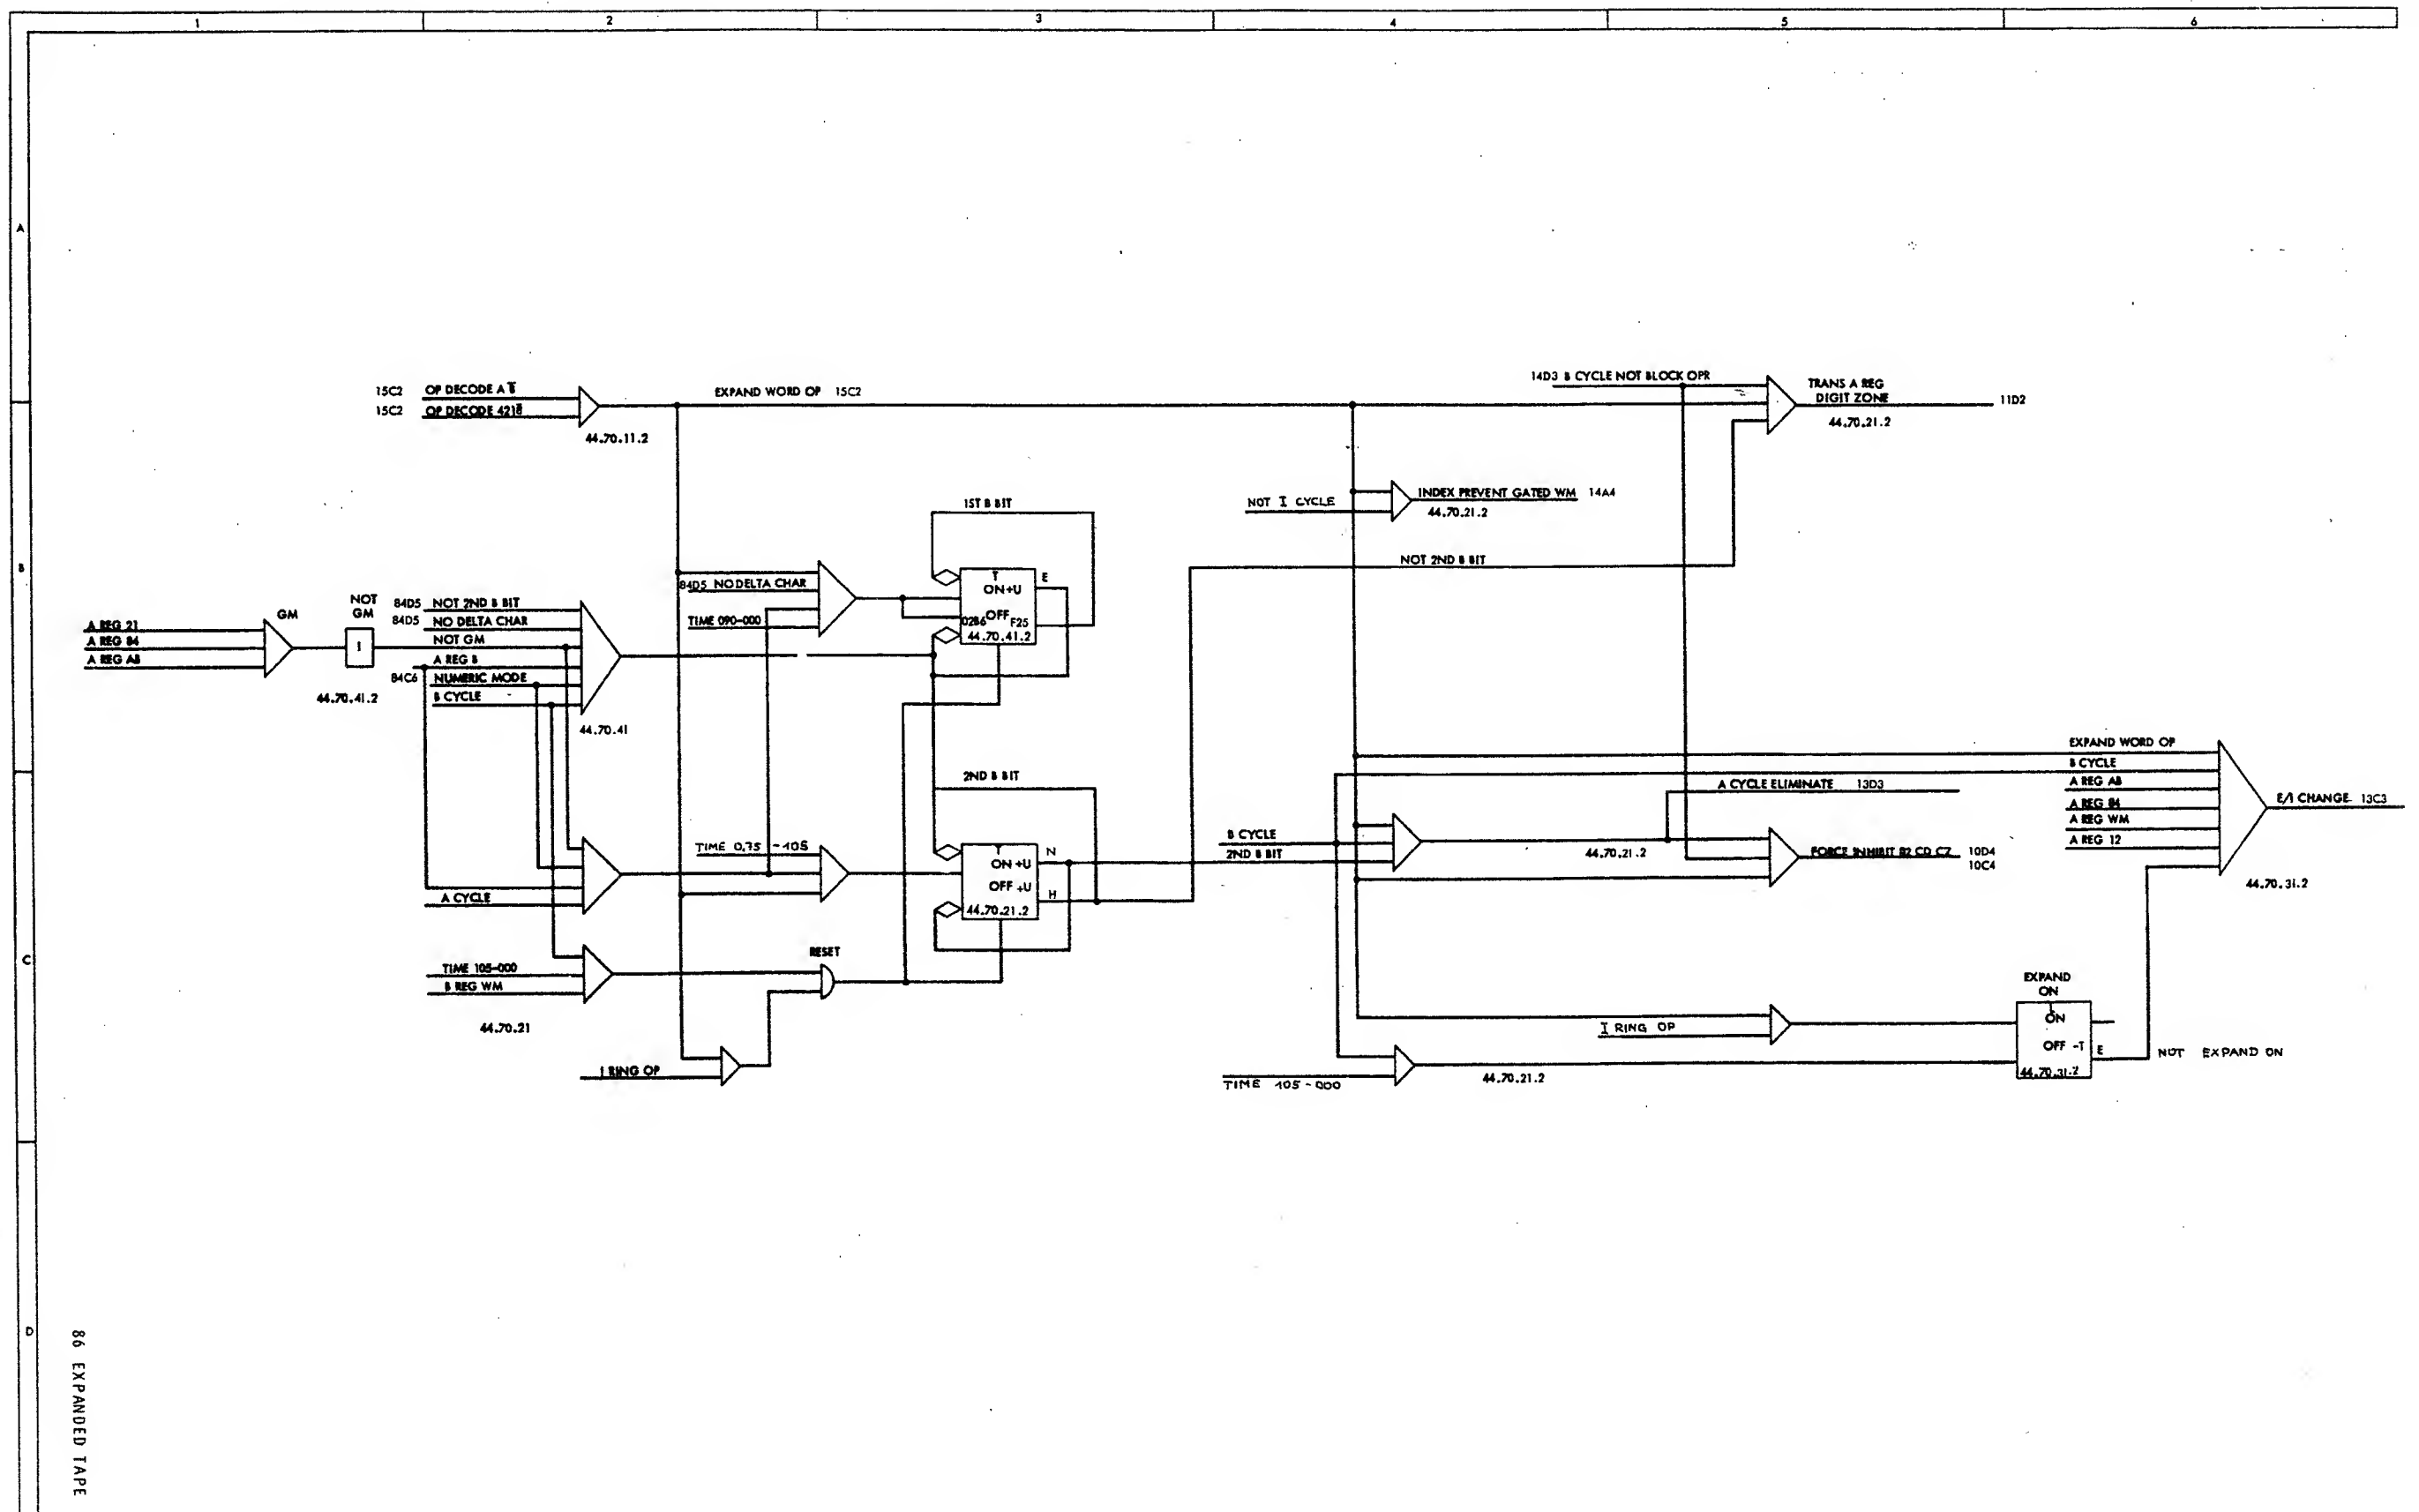 1 2 3 4 5 6
A
B
C
D
15C2 OP DECODE A B̅
15C2 OP DECODE 4218̅
44.70.11.2
EXPAND WORD OP 15C2
14D3 B CYCLE NOT BLOCK OPR
TRANS A REG
DIGIT ZONE
11D2
44.70.21.2
NOT I CYCLE
INDEX PREVENT GATED WM 14A4
44.70.21.2
NOT 2ND B BIT
1ST B BIT
84D5 NO DELTA CHAR
TIME 090-000
T
ON+U
E
OFF
02B6
F25
44.70.41.2
A REG 21
A REG 84
A REG AB
GM
NOT
GM
I
44.70.41.2
84D5 NOT 2ND B BIT
84D5 NO DELTA CHAR
NOT GM
A REG B
84C6 NUMERIC MODE
B CYCLE
44.70.41
2ND B BIT
TIME 0.75 -105
T
ON +U
N
OFF +U
H
44.70.21.2
A CYCLE
TIME 105-000
B REG WM
44.70.21
RESET
I RING OP
B CYCLE
2ND B BIT
44.70.21.2
A CYCLE ELIMINATE 13D3
FORCE INHIBIT B2 CD CZ 10D4
10C4
EXPAND WORD OP
B CYCLE
A REG AB
A REG 84
A REG WM
A REG 12
E/I CHANGE 13C3
44.70.31.2
I RING OP
TIME 105-000
44.70.21.2
EXPAND
ON
T
ON
OFF -T
E
44.70.31.2
NOT EXPAND ON
86 EXPANDED TAPE